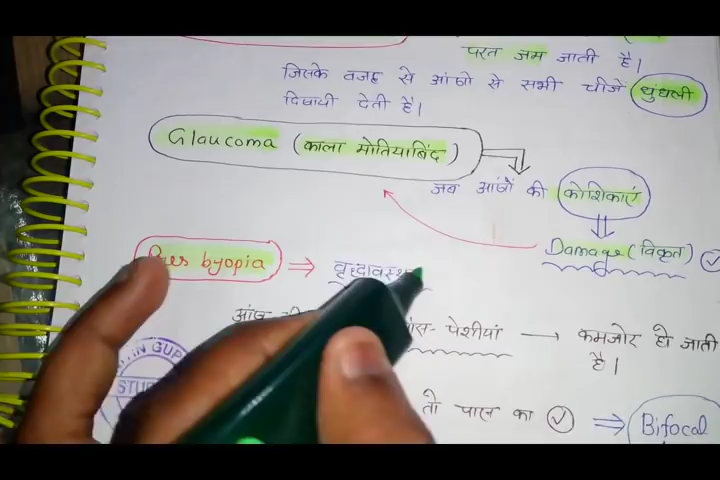 परत जम जाती है।
जिसके वजह से आंखो से सभी चीजें धुंधली
दिखायी देती है।
Glaucoma (काला मोतियाबिंद)
जब आंखों की कोशिकाएं
Damage (विकृत)
byopia ⇒ वृद्दावस्था
पेशीयां → कमजोर हो जाती
है।
तो चास्न का ⇒ Bifocal